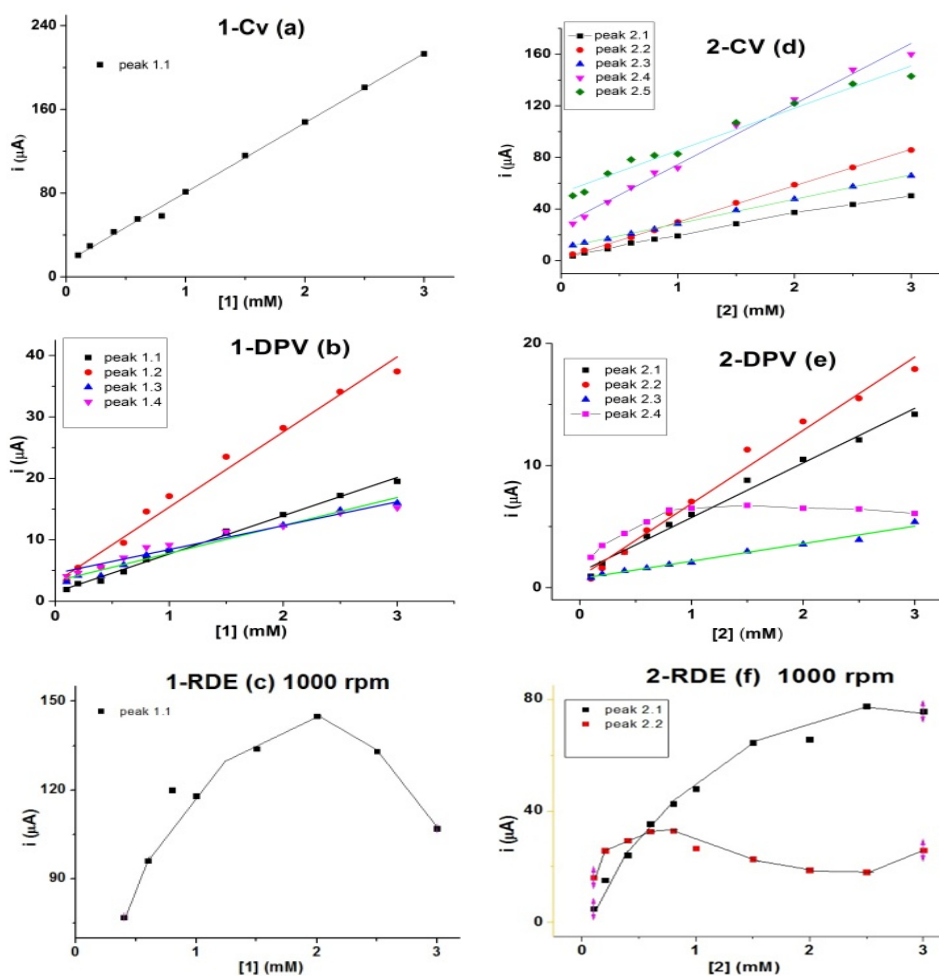 1-Cv (a)
peak 1.1
240
160
80
0
i (µA)
0
1
2
3
[1] (mM)
2-CV (d)
peak 2.1
peak 2.2
peak 2.3
peak 2.4
peak 2.5
160
120
80
40
0
i (µA)
0
1
2
3
[2] (mM)
1-DPV (b)
peak 1.1
peak 1.2
peak 1.3
peak 1.4
40
30
20
10
0
i (µA)
0
1
2
3
[1] (mM)
2-DPV (e)
peak 2.1
peak 2.2
peak 2.3
peak 2.4
20
10
0
i (µA)
0
1
2
3
[2] (mM)
1-RDE (c) 1000 rpm
peak 1.1
150
120
90
i (µA)
0
1
2
3
[1] (mM)
2-RDE (f) 1000 rpm
peak 2.1
peak 2.2
80
40
0
i (µA)
0
1
2
3
[2] (mM)